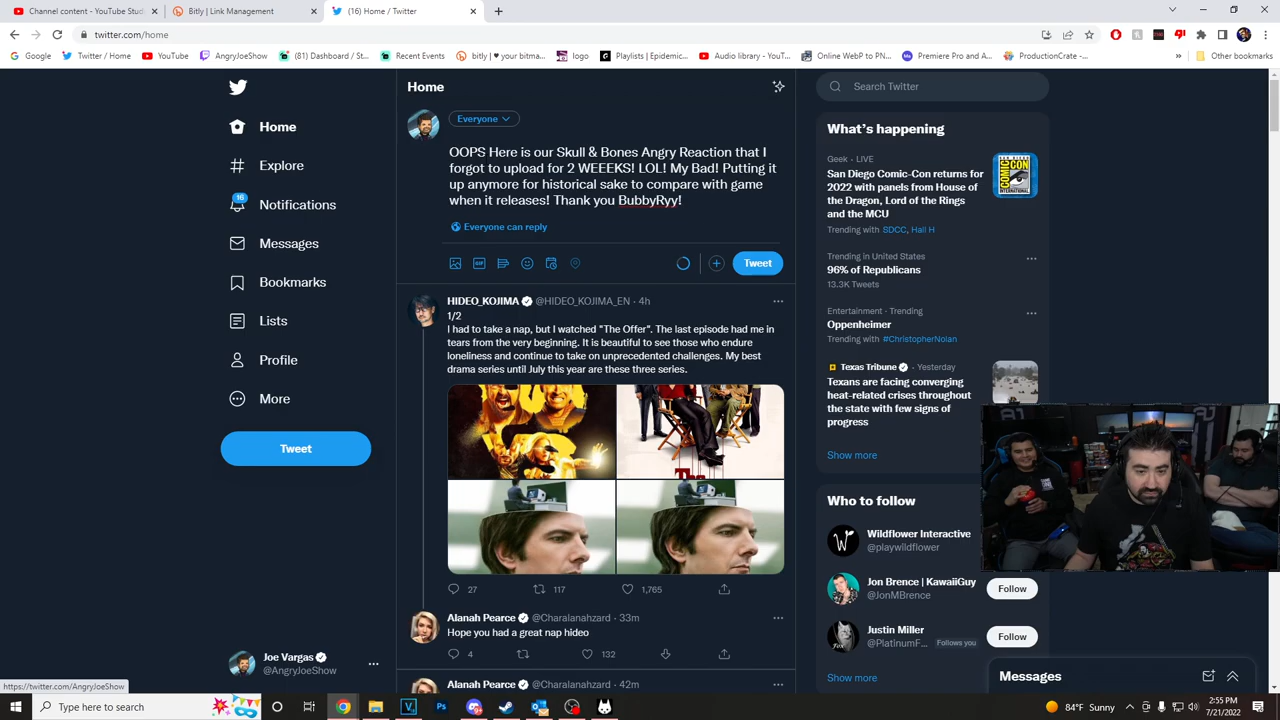 Channel content - YouTube Stud
Bitly | Link Management
(16) Home / Twitter
twitter.com/home
Google
Twitter / Home
YouTube
AngryJoeShow
(81) Dashboard / St...
Recent Events
bitly | ♥ your bitma...
logo
Playlists | Epidemic...
Audio library - YouT...
Online WebP to PN...
Premiere Pro and A...
ProductionCrate -...
»
Other bookmarks
Home
Explore
16
Notifications
Messages
Bookmarks
Lists
Profile
More
Tweet
Joe Vargas
@AngryJoeShow
Home
Everyone
OOPS Here is our Skull & Bones Angry Reaction that I
forgot to upload for 2 WEEEKS! LOL! My Bad! Putting it
up anymore for historical sake to compare with game
when it releases! Thank you BubbyRyy!
Everyone can reply
GIF
Tweet
HIDEO_KOJIMA @HIDEO_KOJIMA_EN · 4h
1/2
I had to take a nap, but I watched "The Offer". The last episode had me in
tears from the very beginning. It is beautiful to see those who endure
loneliness and continue to take on unprecedented challenges. My best
drama series until July this year are these three series.
The
27 117 1,765
Alanah Pearce @Charalanahzard · 33m
Hope you had a great nap hideo
4 132
Alanah Pearce @Charalanahzard · 42m
Search Twitter
What's happening
Geek · LIVE
San Diego Comic-Con returns for
2022 with panels from House of
the Dragon, Lord of the Rings
and the MCU
Trending with SDCC, Hall H
COMIC CON
INTERNATIONAL
Trending in United States
96% of Republicans
13.3K Tweets
Entertainment · Trending
Oppenheimer
Trending with #ChristopherNolan
Texas Tribune · Yesterday
Texans are facing converging
heat-related crises throughout
the state with few signs of
progress
Show more
Who to follow
Wildflower Interactive
@playwildflower
Jon Brence | KawaiiGuy
@JonMBrence
Follow
Justin Miller
@PlatinumF... Follows you
Follow
Show more
Messages
https://twitter.com/AngryJoeShow
Type here to search
84°F Sunny
2:55 PM
7/21/2022